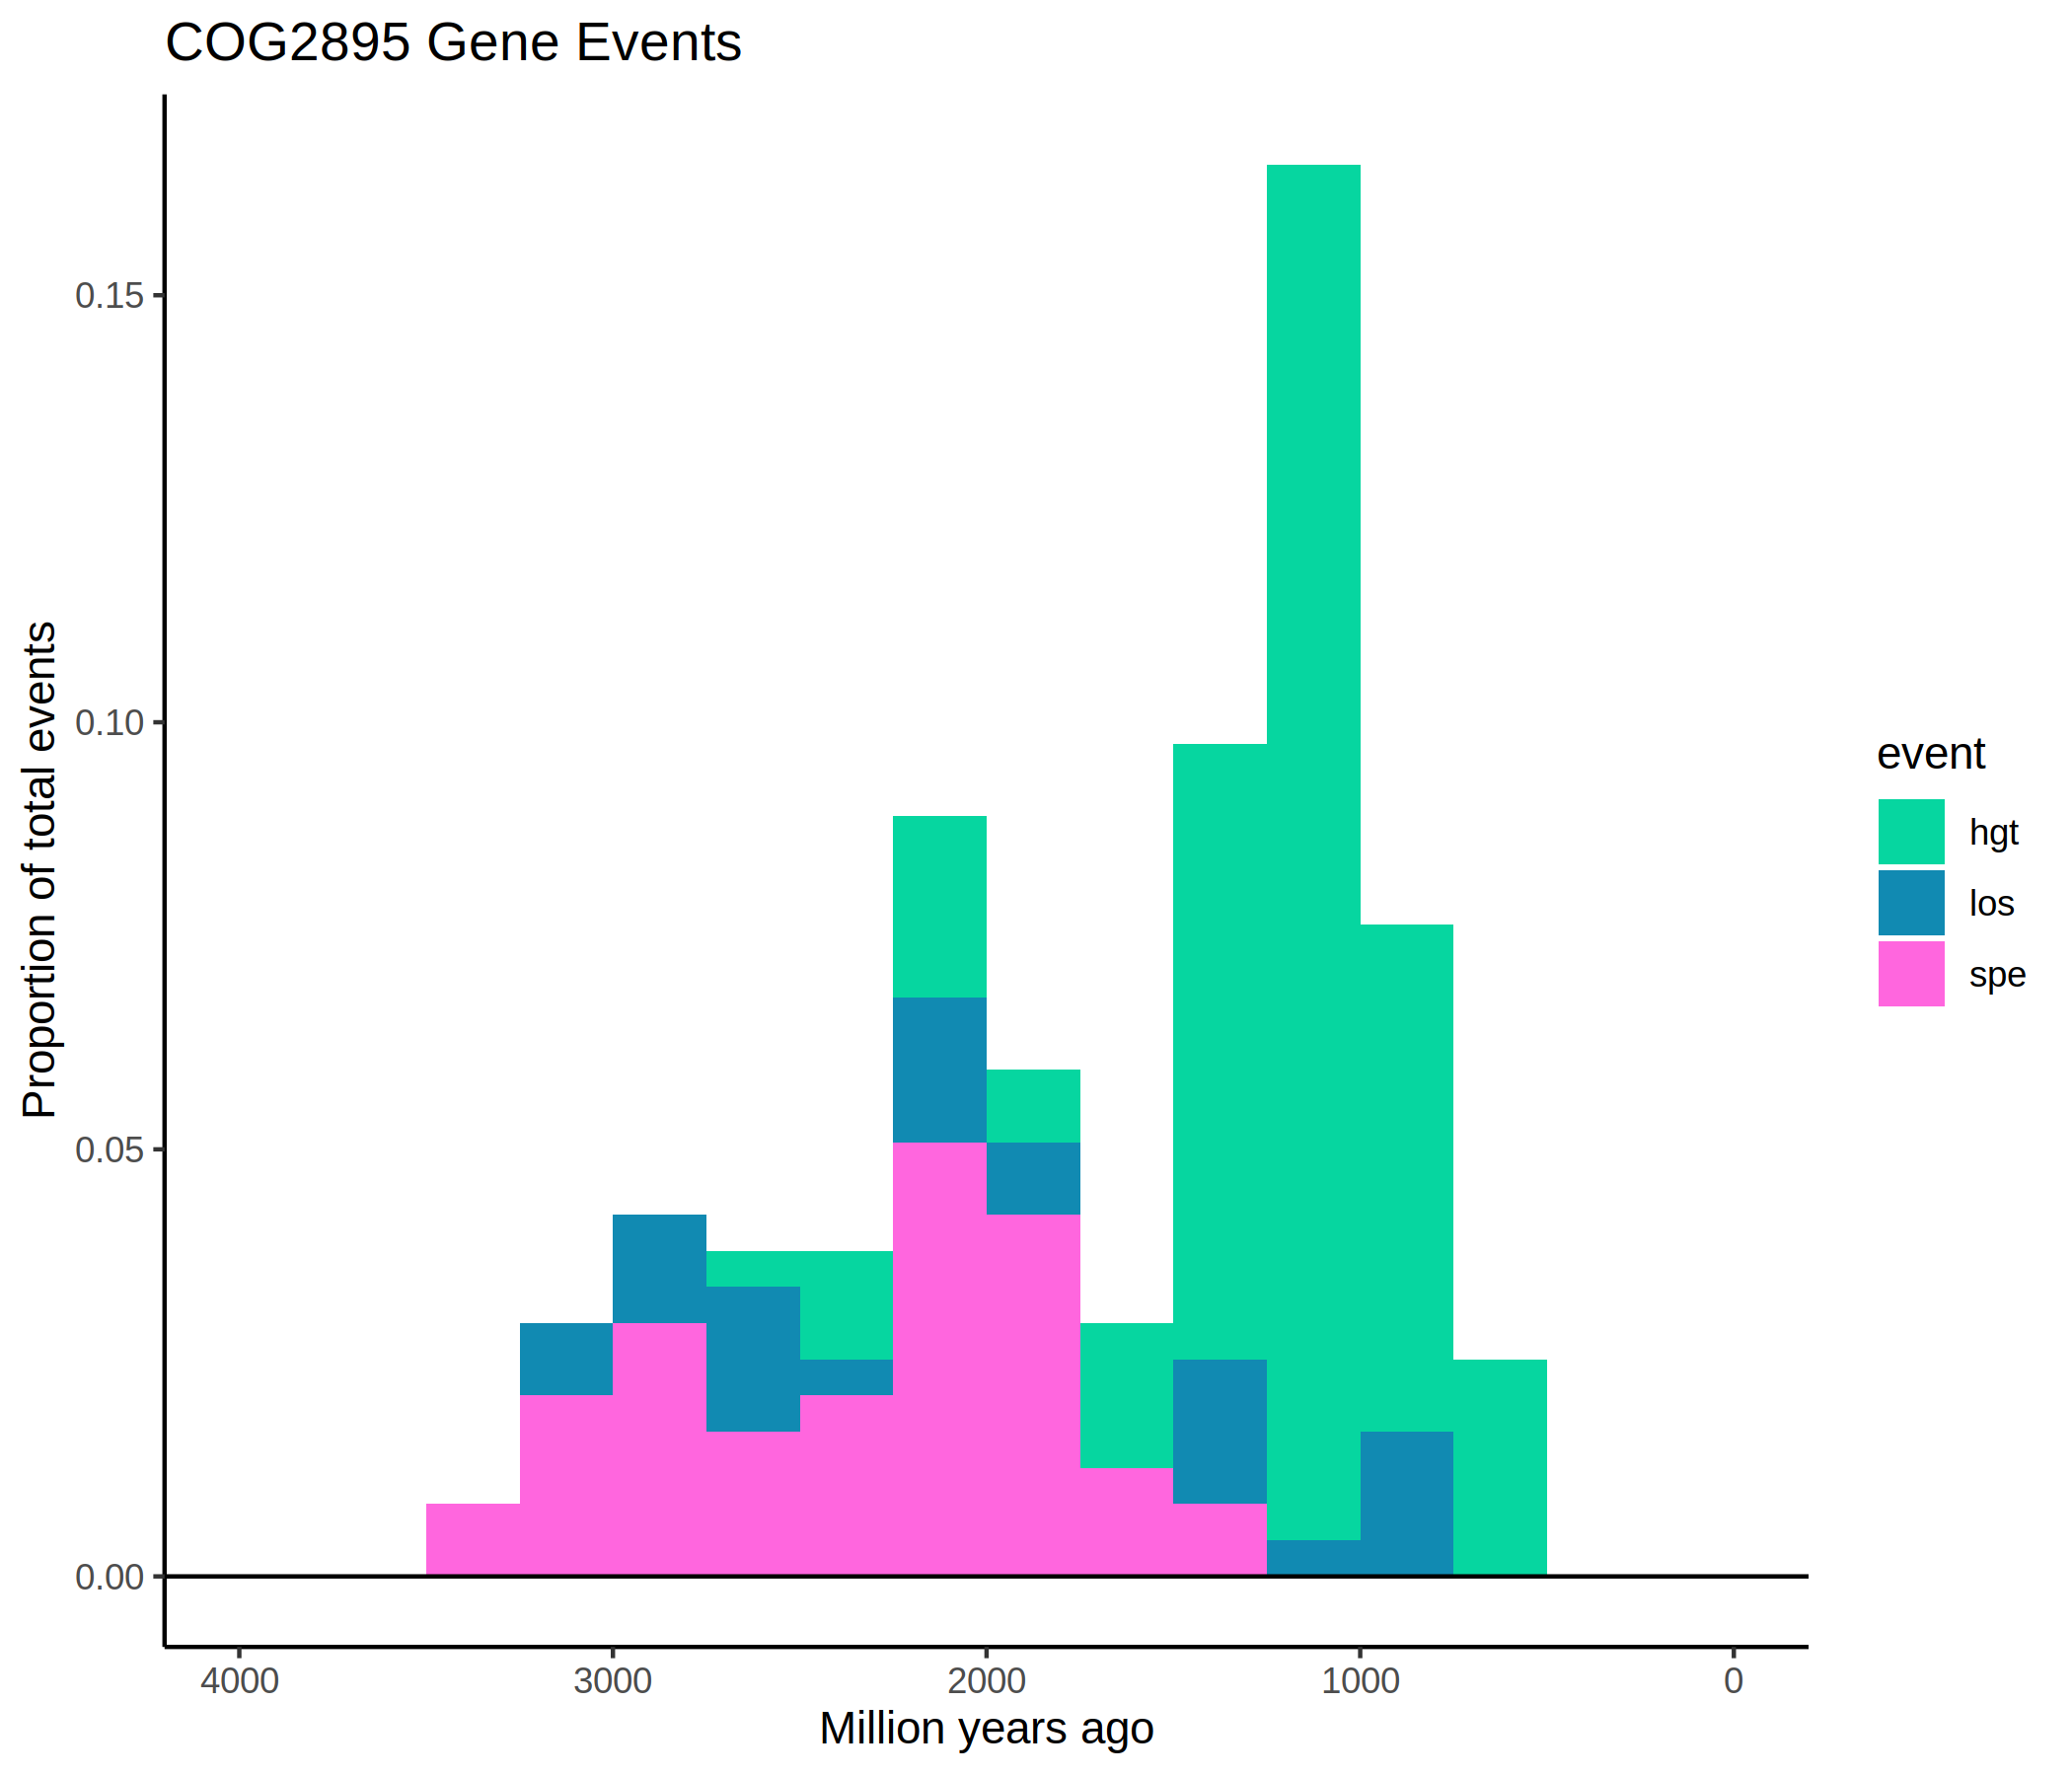 COG2895 Gene Events
Proportion of total events
0.15
0.10
0.05
0.00
4000
3000
2000
1000
0
Million years ago
event
hgt
los
spe